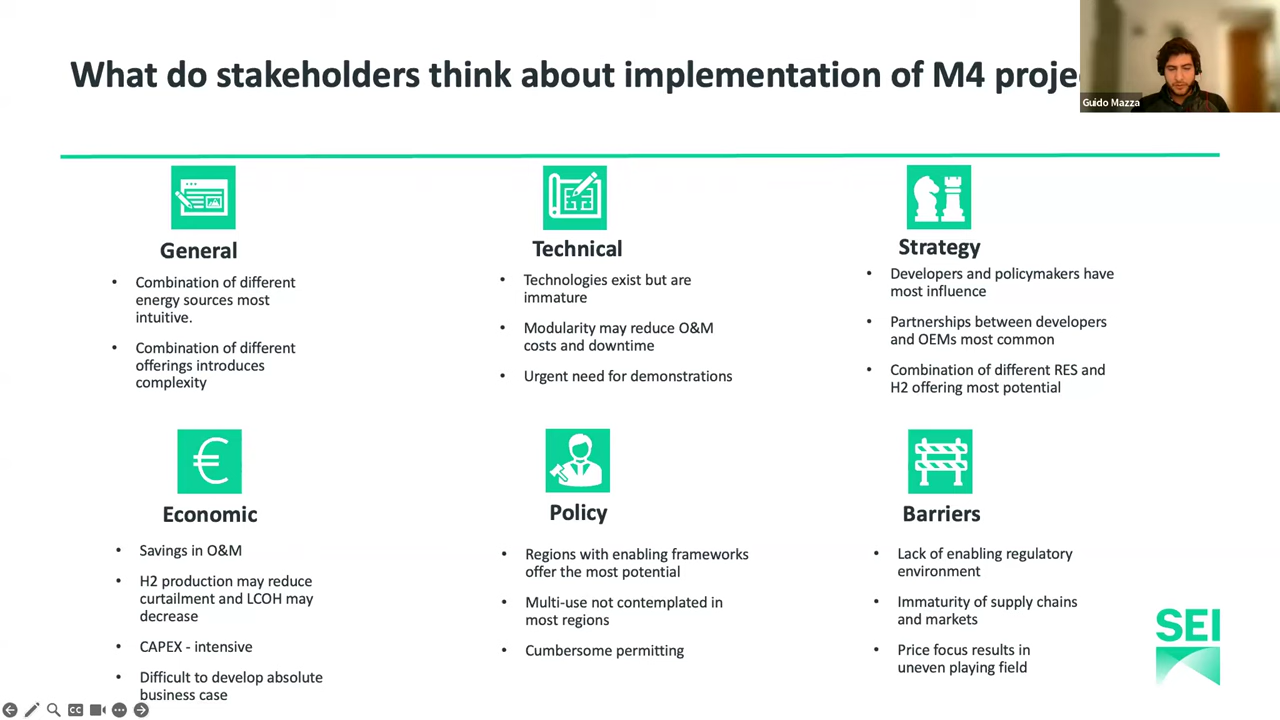 What do stakeholders think about implementation of M4 proje
Guido Mazza
General
• Combination of different
energy sources most
intuitive.
• Combination of different
offerings introduces
complexity
Technical
• Technologies exist but are
immature
• Modularity may reduce O&M
costs and downtime
• Urgent need for demonstrations
Strategy
• Developers and policymakers have
most influence
• Partnerships between developers
and OEMs most common
• Combination of different RES and
H2 offering most potential
Economic
• Savings in O&M
• H2 production may reduce
curtailment and LCOH may
decrease
• CAPEX - intensive
• Difficult to develop absolute
business case
Policy
• Regions with enabling frameworks
offer the most potential
• Multi-use not contemplated in
most regions
• Cumbersome permitting
Barriers
• Lack of enabling regulatory
environment
• Immaturity of supply chains
and markets
• Price focus results in
uneven playing field
SEI
CC